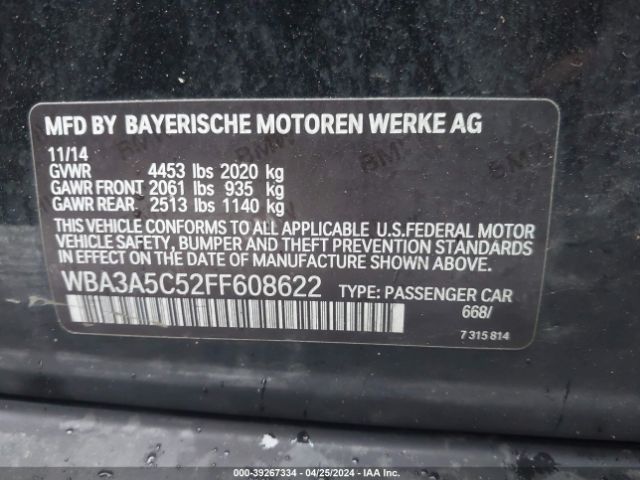 MFD BY BAYERISCHE MOTOREN WERKE AG
11/14
GVWR 4453 lbs 2020 kg
GAWR FRONT 2061 lbs 935 kg
GAWR REAR 2513 lbs 1140 kg
THIS VEHICLE CONFORMS TO ALL APPLICABLE U.S.FEDERAL MOTOR
VEHICLE SAFETY, BUMPER AND THEFT PREVENTION STANDARDS
IN EFFECT ON THE DATE OF MANUFACTURE SHOWN ABOVE.
WBA3A5C52FF608622 TYPE: PASSENGER CAR
668/
7 315 814
000-39267334 / 04/25/2024 - IAA Inc.